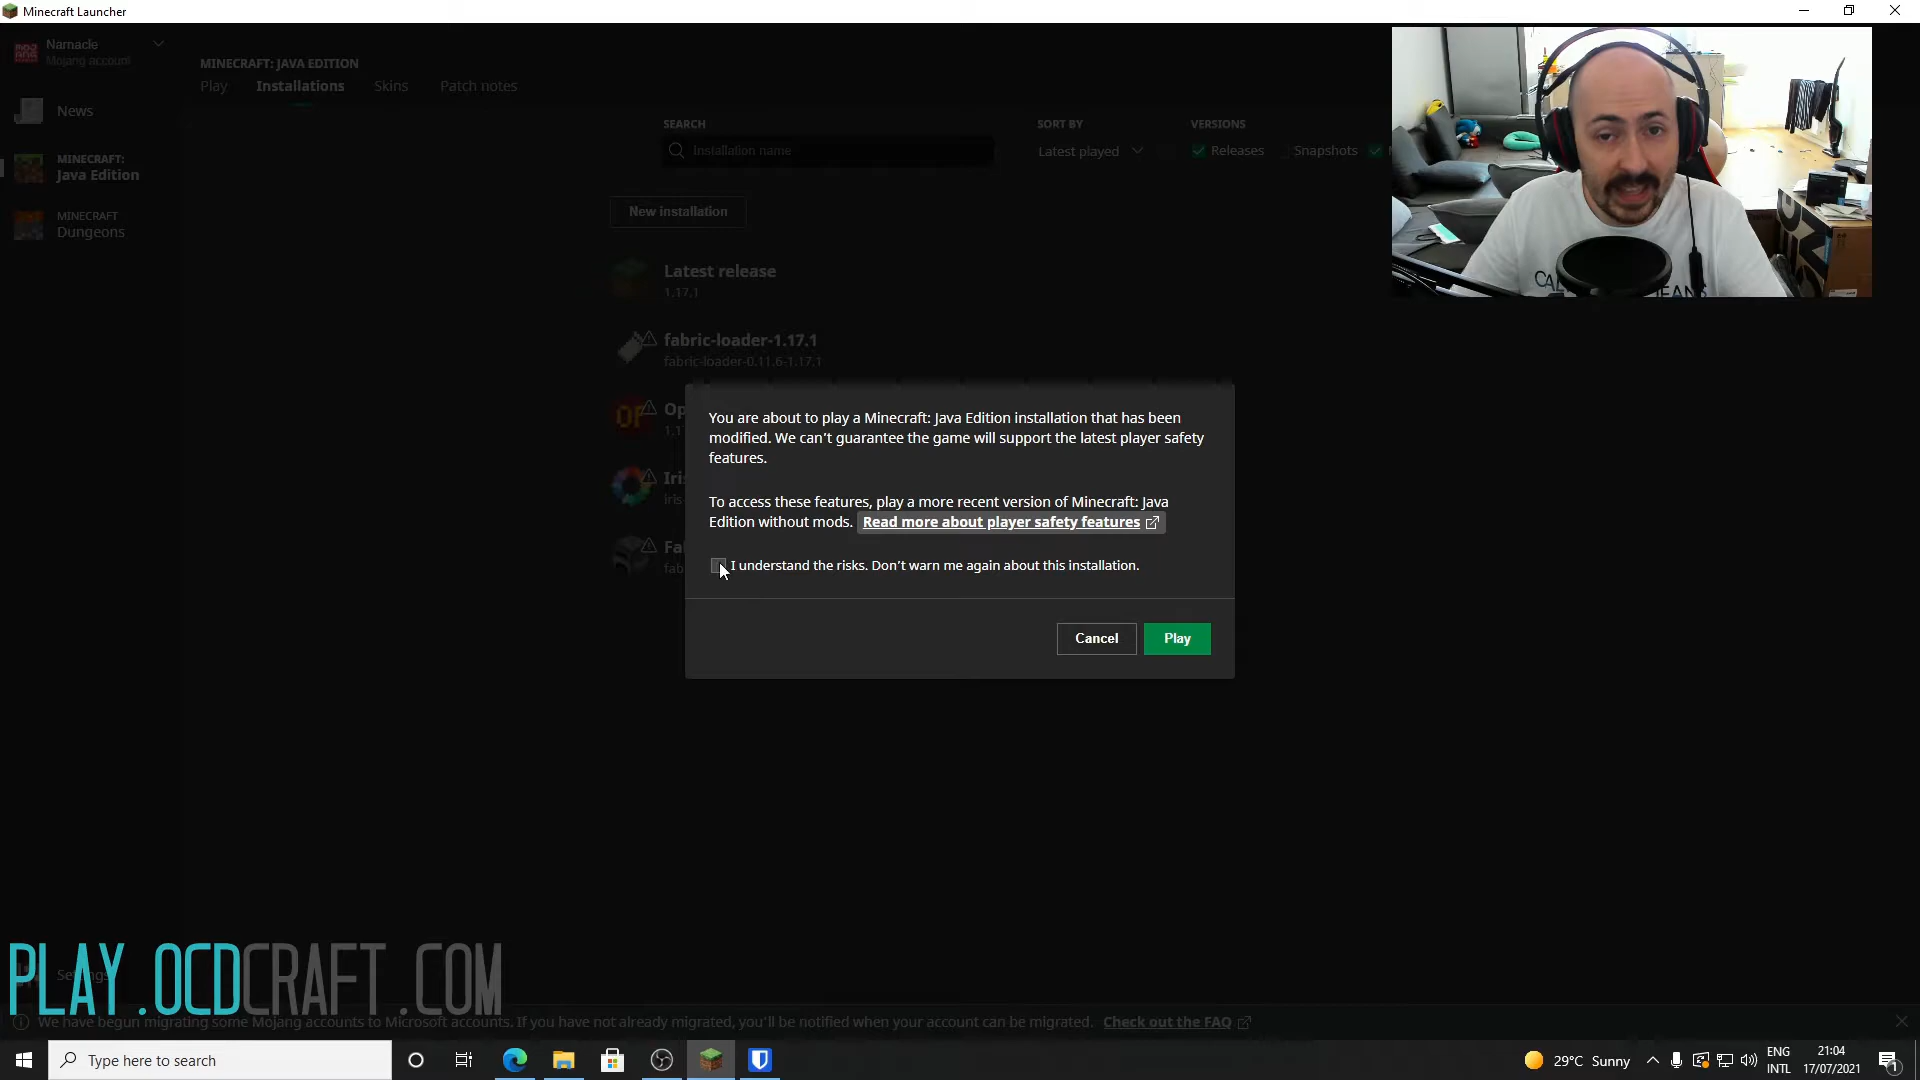 Minecraft Launcher
Narnacle
Mojang account
News
MINECRAFT:
Java Edition
MINECRAFT
Dungeons
MINECRAFT: JAVA EDITION
Play Installations Skins Patch notes
SEARCH SORT BY VERSIONS
Installation name Latest played Releases Snapshots
New installation
Latest release
1.17.1
fabric-loader-1.17.1
fabric-loader-0.11.6-1.17.1
OF
You are about to play a Minecraft: Java Edition installation that has been
modified. We can't guarantee the game will support the latest player safety
features.
To access these features, play a more recent version of Minecraft: Java
Edition without mods. Read more about player safety features
I understand the risks. Don't warn me again about this installation.
Cancel Play
PLAY.OCDCRAFT.COM
Settings
We have begun migrating some Mojang accounts to Microsoft accounts. If you have not already migrated, you'll be notified when your account can be migrated. Check out the FAQ
Type here to search
29°C Sunny
ENG
INTL
21:04
17/07/2021
1